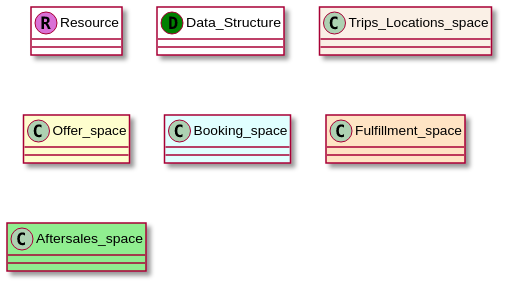 R Resource
D Data_Structure
C Trips_Locations_space
C Offer_space
C Booking_space
C Fulfillment_space
C Aftersales_space